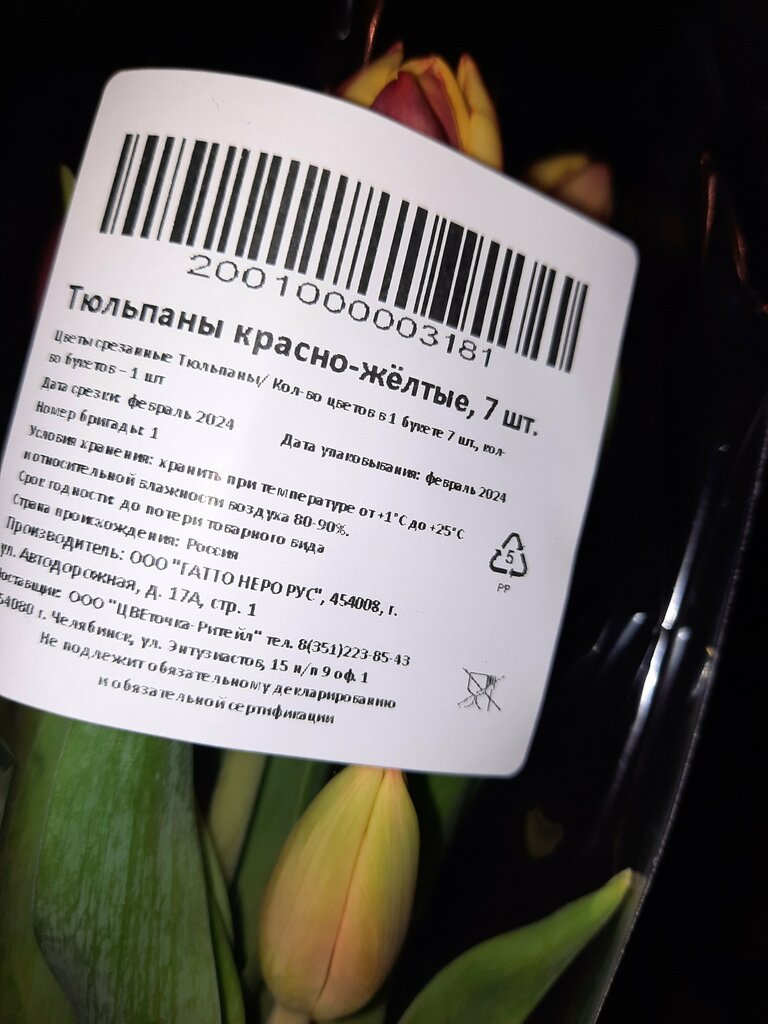 2001000003181
Тюльпаны красно-жёлтые, 7 шт.
Цветы срезанные Тюльпаны/ Кол-во цветов в 1 букете 7 шт, кол-
во букетов – 1 шт
Дата срезки: февраль 2024 Дата упаковывания: февраль 2024
Номер бригады: 1
Условия хранения: хранить при температуре от +1°C до +25°C
и относительной влажности воздуха 80-90%.
Срок годности: до потери товарного вида
Страна происхождения: Россия
Производитель: ООО "ГАТТО НЕРО РУС", 454008, г.
ул. Автодорожная, д. 17А, стр. 1
Поставщик: ООО "ЦВЕточка-Ритейл" тел. 8(351)223-85-43
54080 г. Челябинск, ул. Энтузиастов, 15 н/п 9 оф. 1
Не подлежит обязательному декларированию
и обязательной сертификации
5
PP